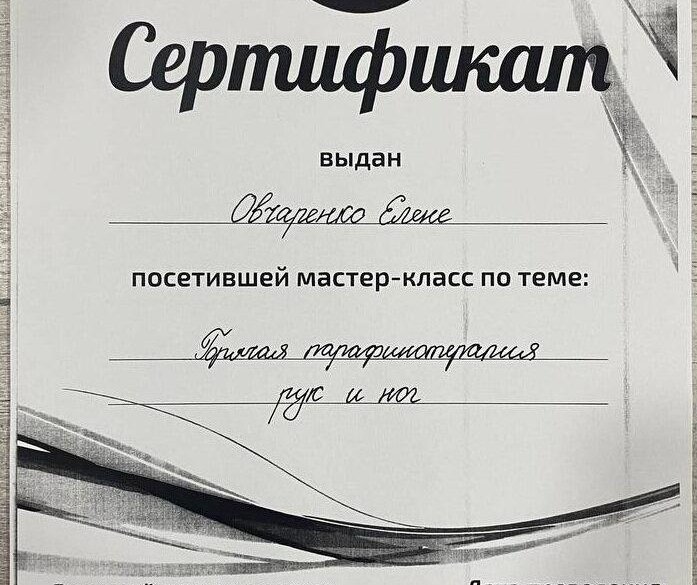 Сертификат
выдан
Овчаренко Елене
посетившей мастер-класс по теме:
Горячая парафинотерапия
рук и ног